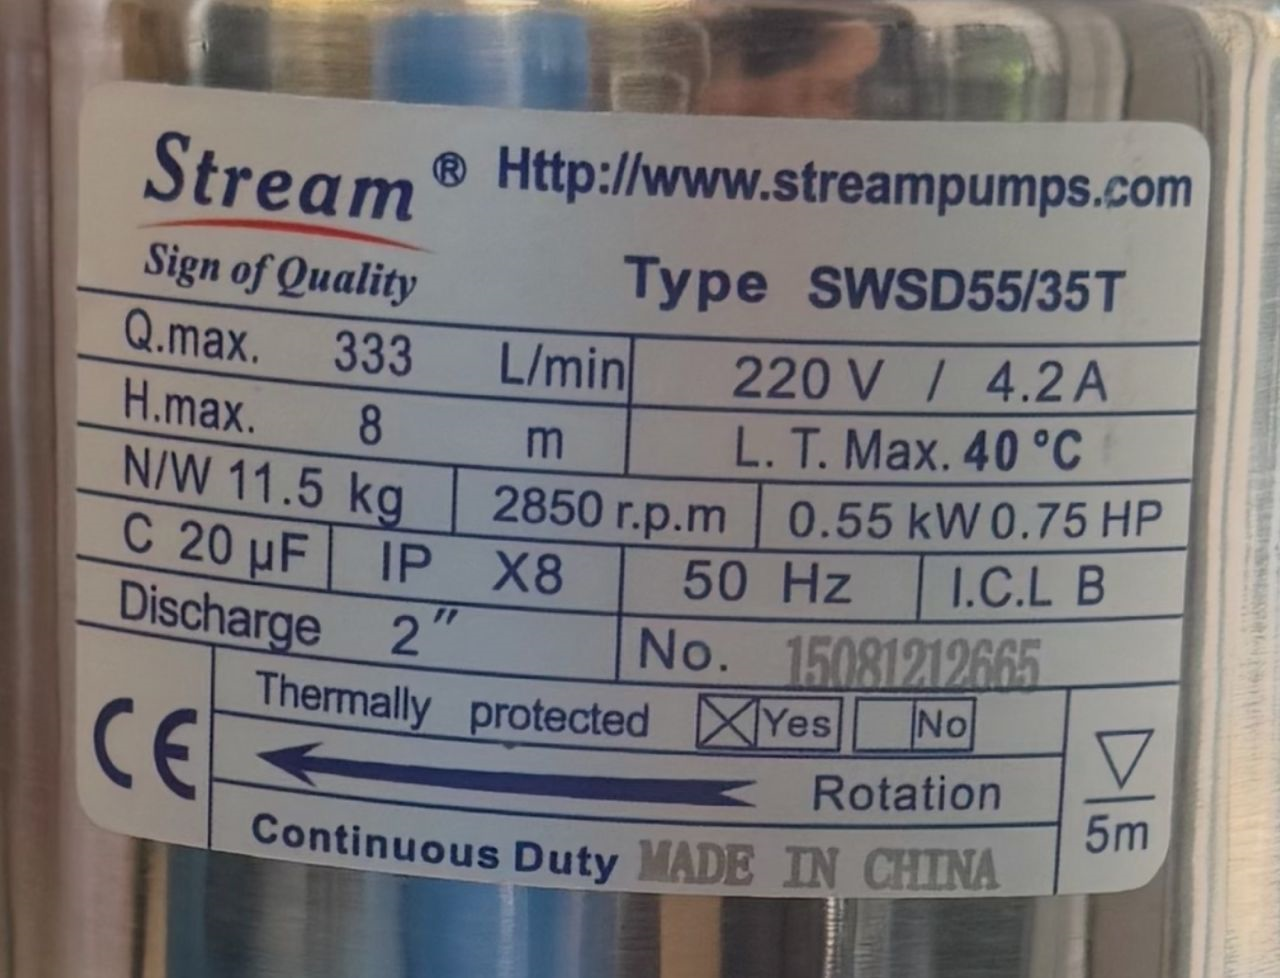 Stream ® Http://www.streampumps.com
Sign of Quality
Type SWSD55/35T
Q.max. 333 L/min
220 V / 4.2 A
H.max. 8 m
L. T. Max. 40 °C
N/W 11.5 kg 2850 r.p.m 0.55 kW 0.75 HP
C 20 µF IP X8 50 Hz I.C.L B
Discharge 2″
No. 15081212665
CE
Thermally protected ☒ Yes ☐ No
Rotation
Continuous Duty MADE IN CHINA
▽
5m